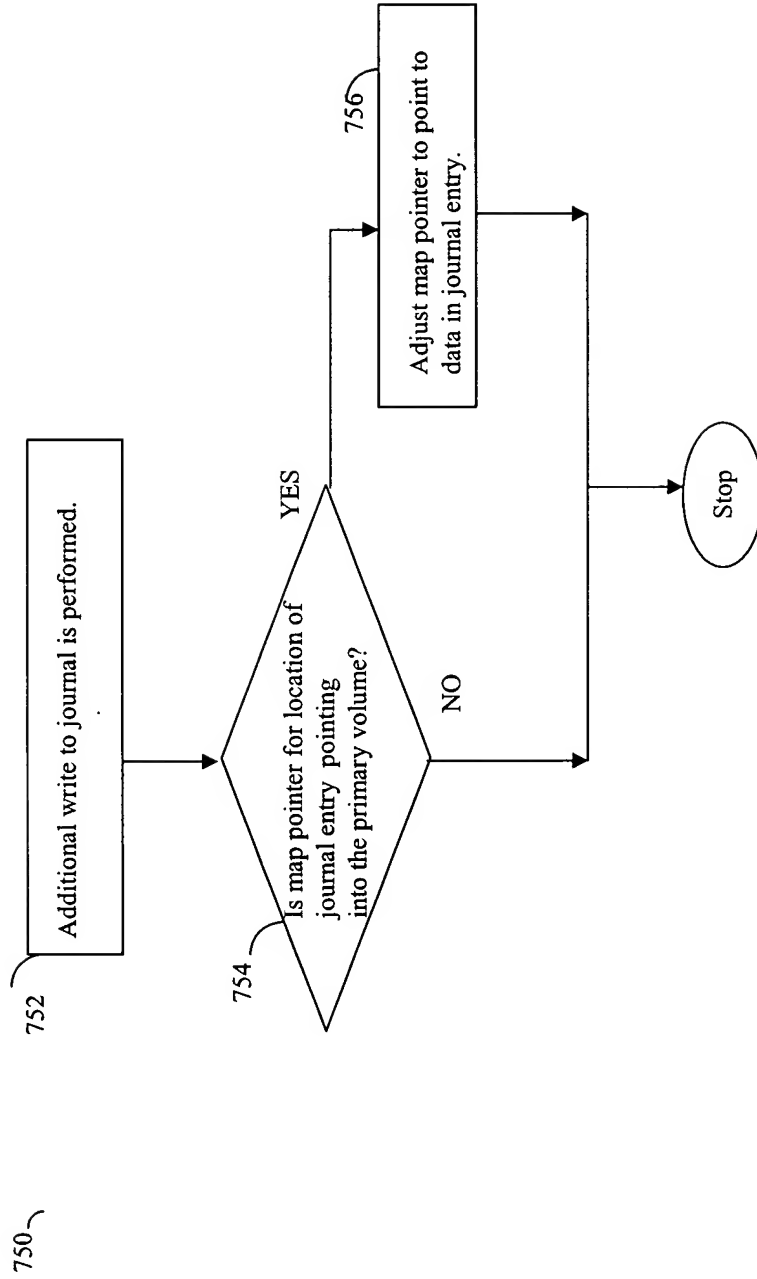 750
752
Additional write to journal is performed.
754
Is map pointer for location of
journal entry pointing
into the primary volume?
YES
NO
756
Adjust map pointer to point to
data in journal entry.
Stop